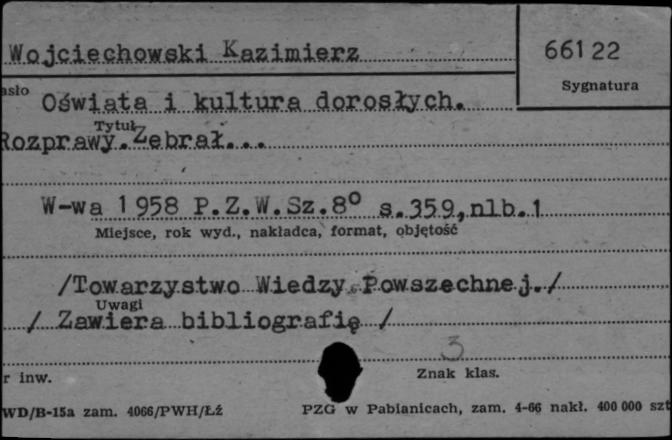 Wojciechowski Kazimierz
66122
Sygnatura
asło
Oświata i kultura dorosłych.
Tytuł
Rozprawy.Zebrał...
W-wa 1958 P.Z.W.Sz.8° s.359,nlb.1
Miejsce, rok wyd., nakładca, format, objętość
/Towarzystwo Wiedzy Powszechnej./
Uwagi
/ Zawiera bibliografię /
3
r inw.
Znak klas.
WD/B-15a zam. 4066/PWH/Łź
PZG w Pabianicach, zam. 4-66 nakł. 400 000 szt